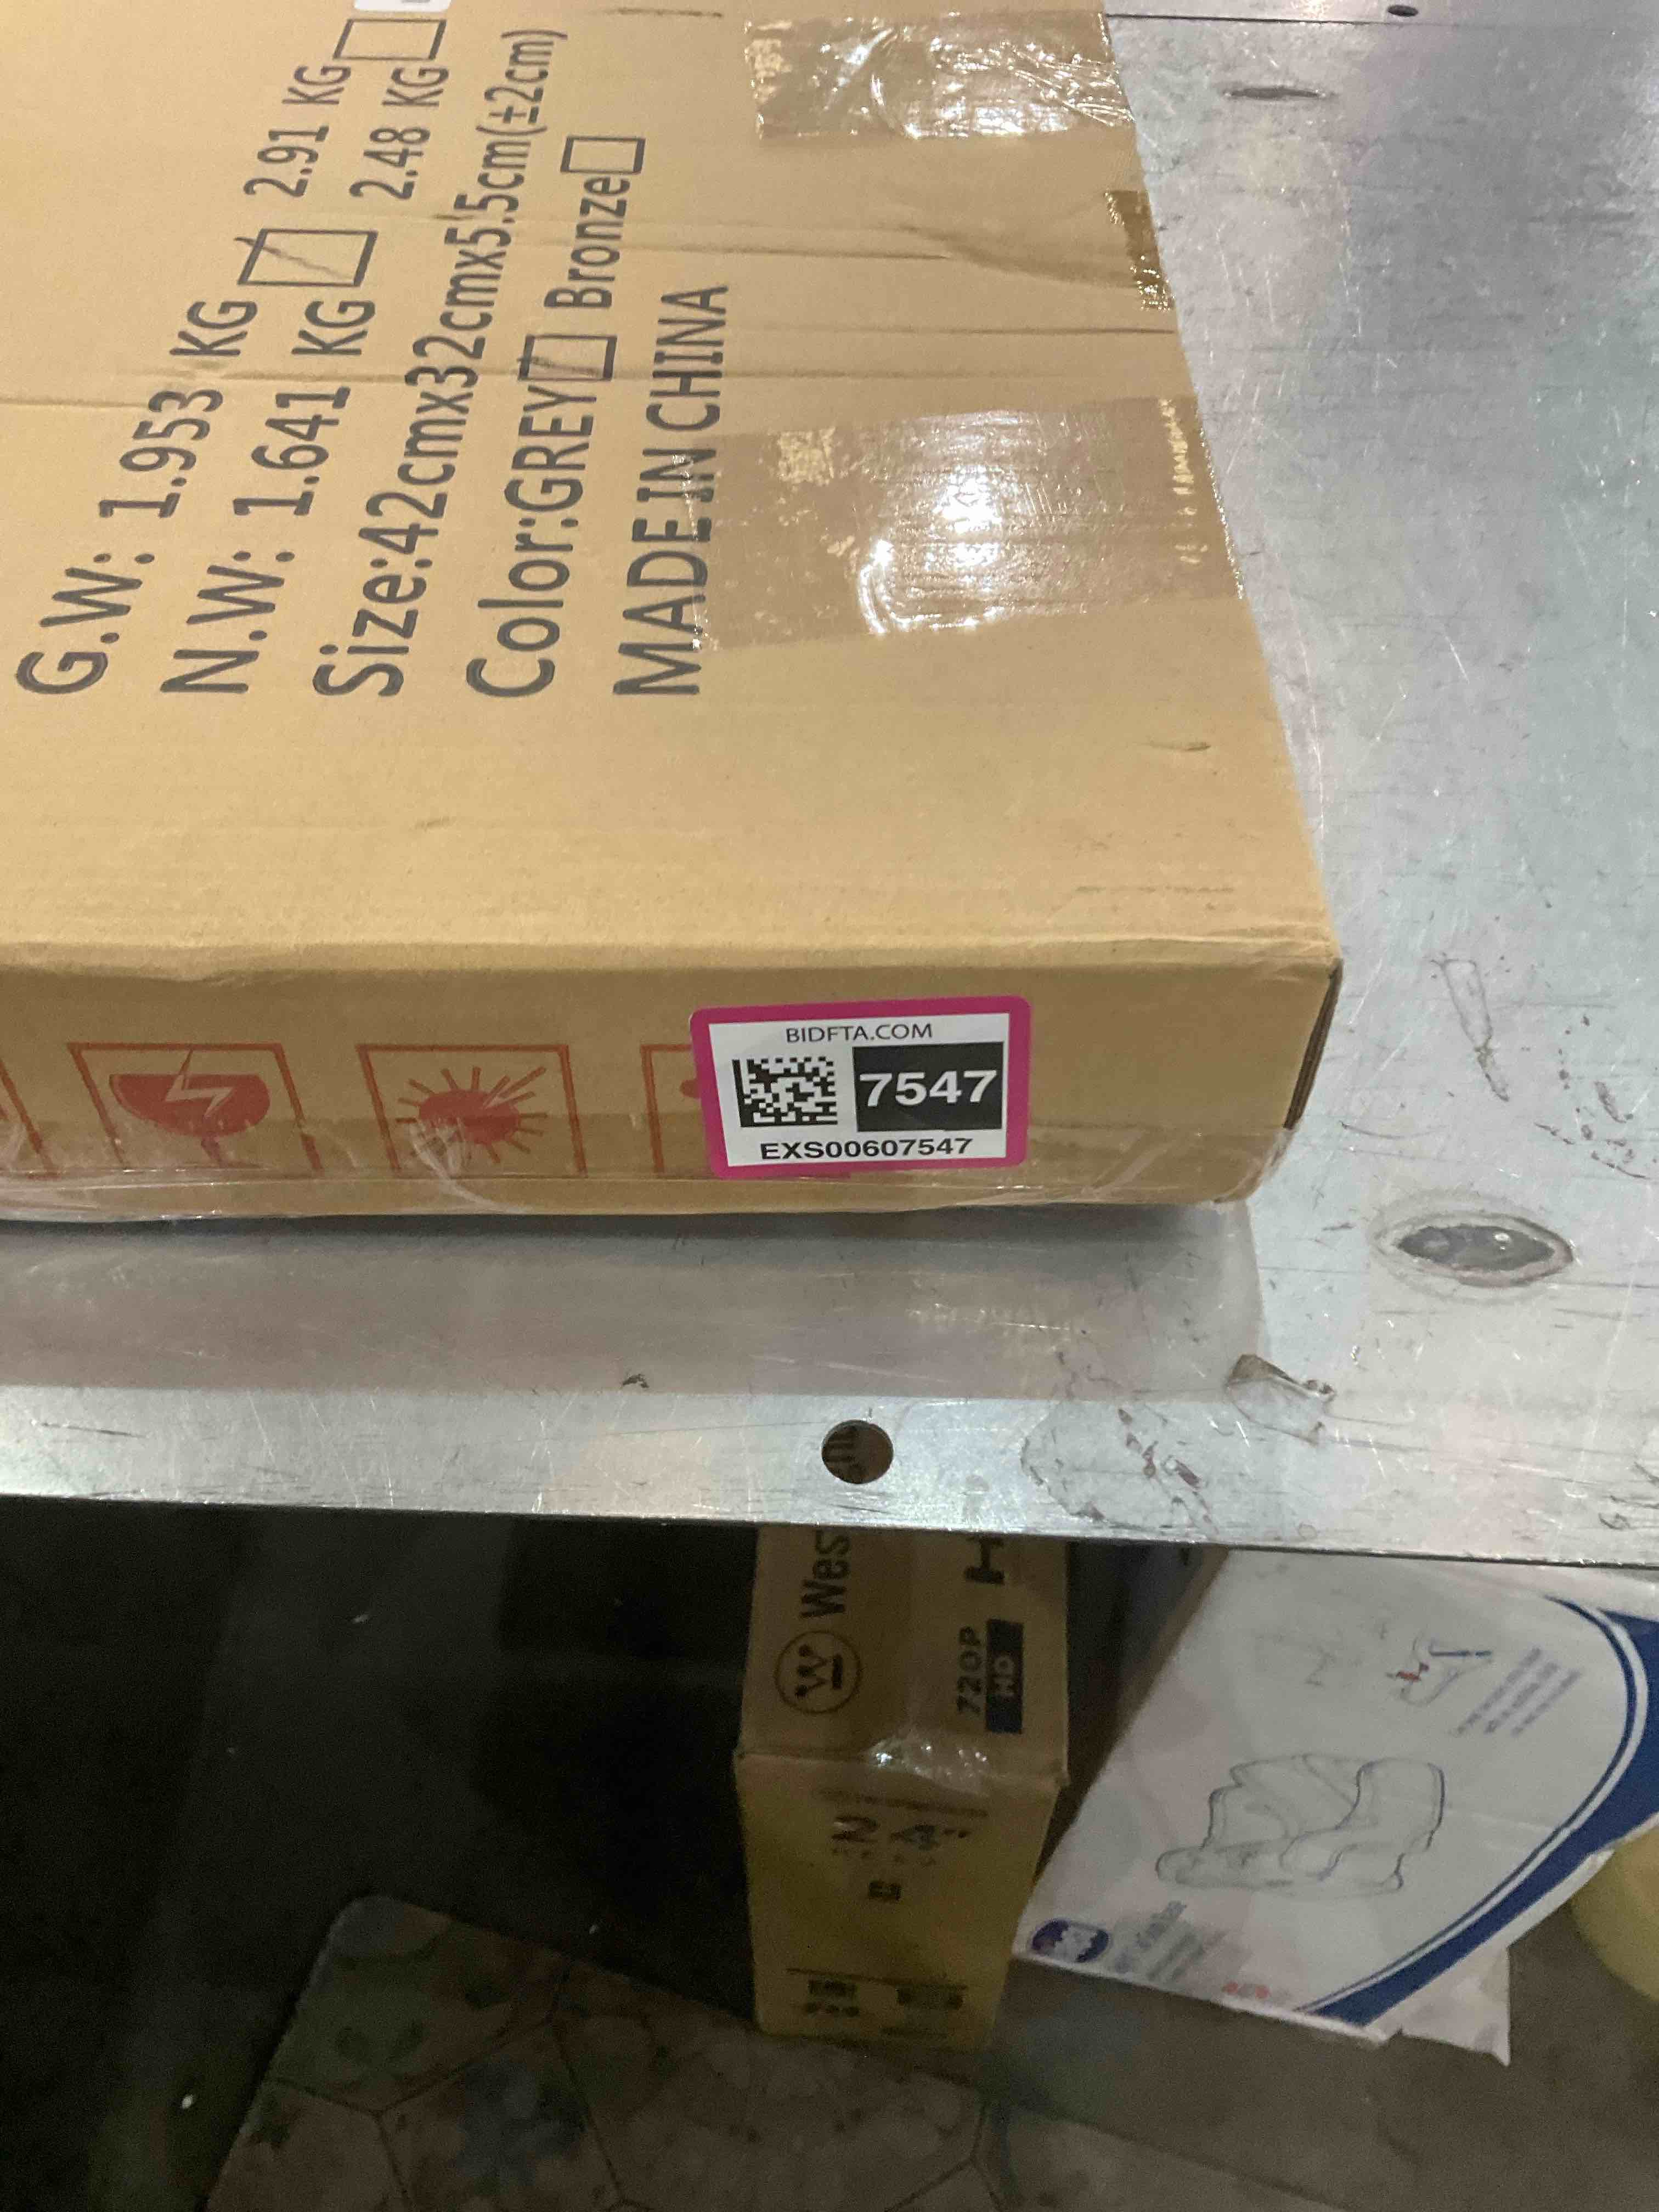 G.W: 1.953 KG 2.91 KG
N.W: 1.641 KG 2.48 KG
Size:42cmx32cmx5.5cm(±2cm)
Color:GREY Bronze
MADE IN CHINA
BIDFTA.COM
7547
EXS00607547
Wes
H
720P
HD